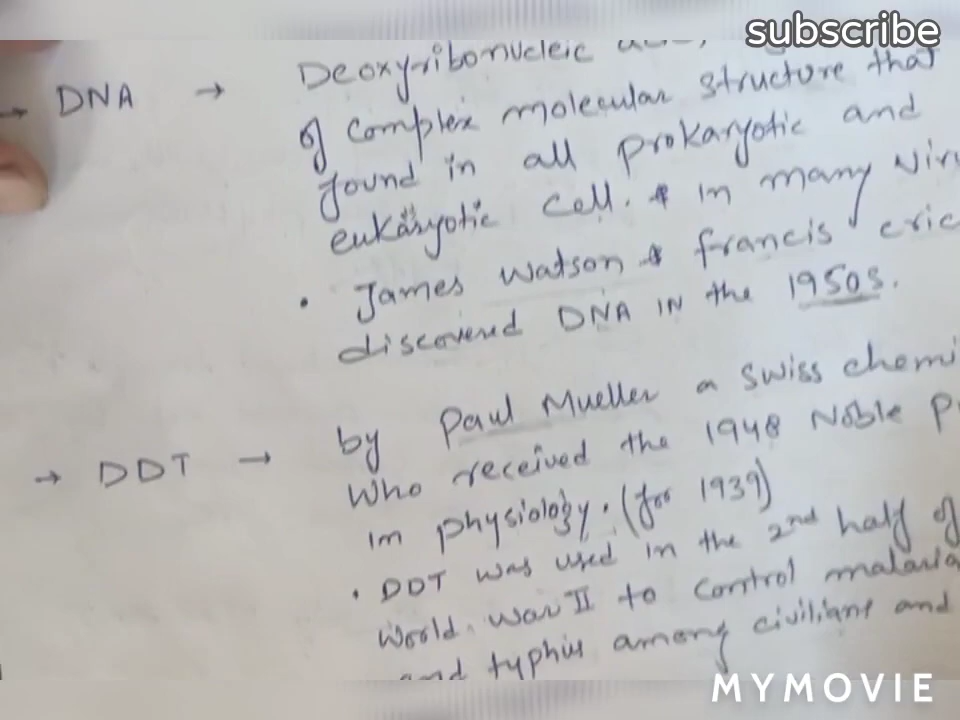 subscribe
→ DNA → Deoxyribonucleic
of complex molecular structure that
found in all prokaryotic and
eukaryotic cell. & in many
• James Watson & francis
discovered DNA IN the 1950s.
→ DDT → by Paul Mueller a swiss
who received the 1948 Noble
in physiology. (for 1939)
• DDT was used in the 2nd half of
world war II to control malaria
and typhus among civilians and
MYMOVIE